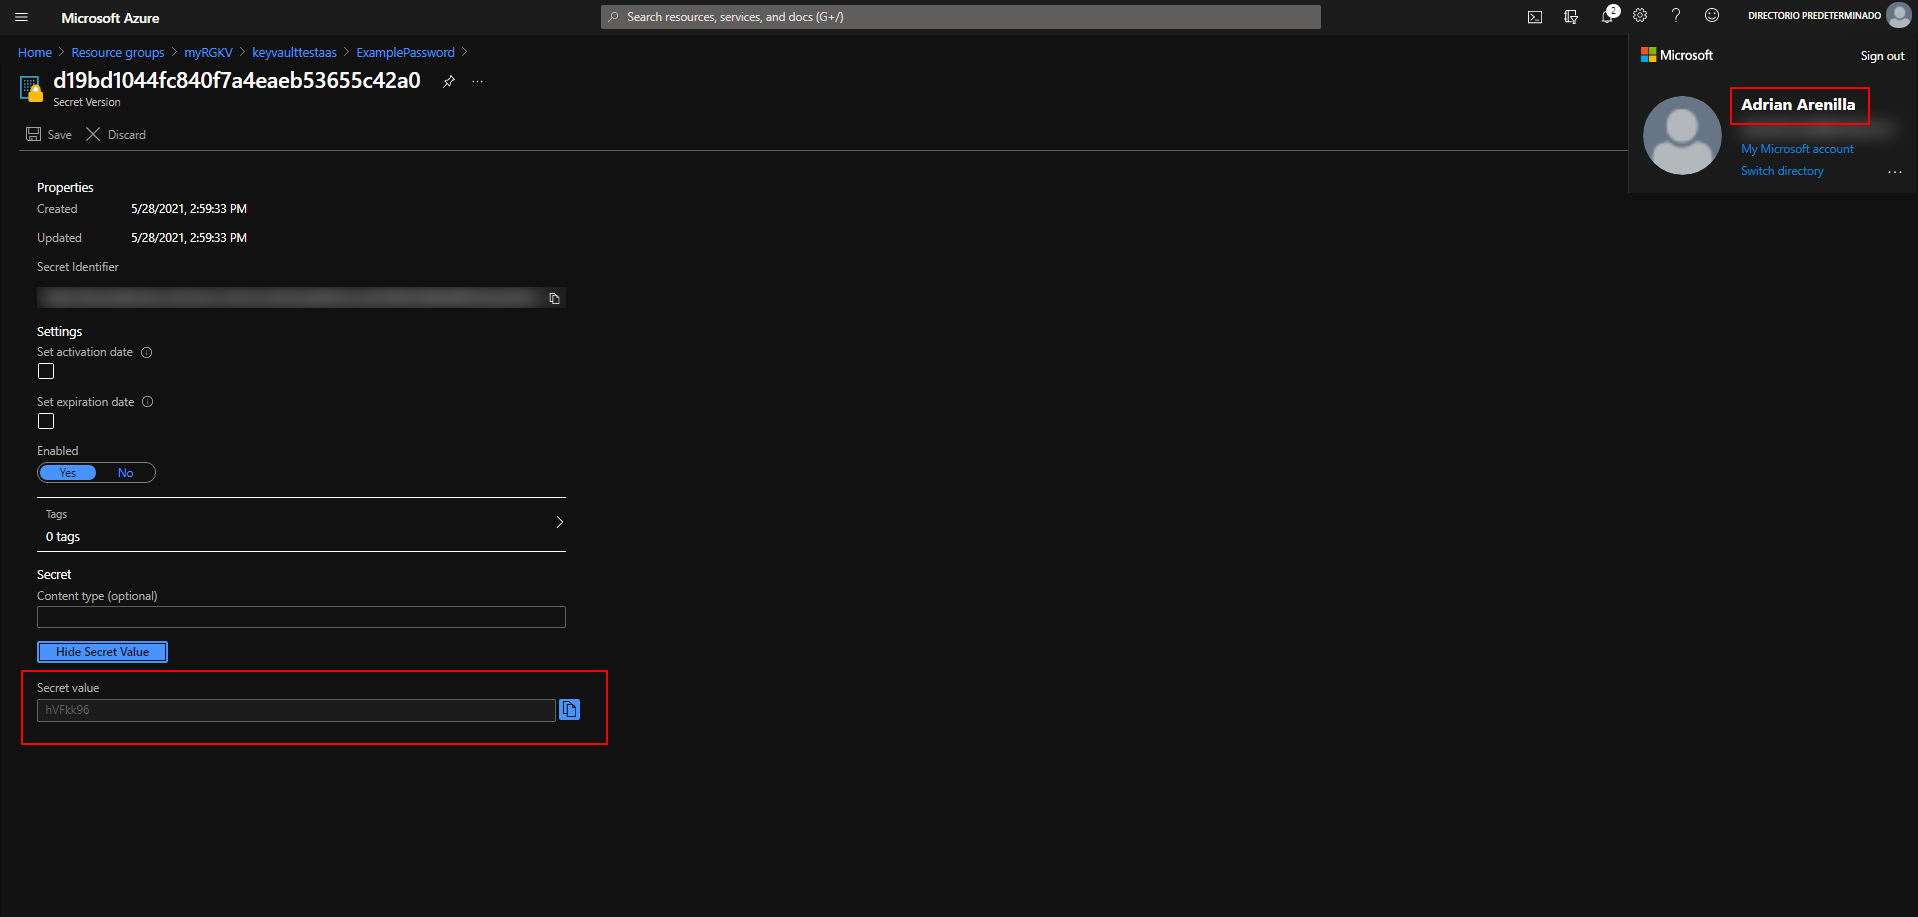 Microsoft Azure
Search resources, services, and docs (G+/)
2
DIRECTORIO PREDETERMINADO
Home > Resource groups > myRGKV > keyvaulttestaas > ExamplePassword >
d19bd1044fc840f7a4eaeb53655c42a0
Secret Version
Save
Discard
Microsoft
Sign out
Adrian Arenilla
My Microsoft account
Switch directory
Properties
Created 5/28/2021, 2:59:33 PM
Updated 5/28/2021, 2:59:33 PM
Secret Identifier
Settings
Set activation date
Set expiration date
Enabled
Yes No
Tags
0 tags
Secret
Content type (optional)
Hide Secret Value
Secret value
hVFkk96